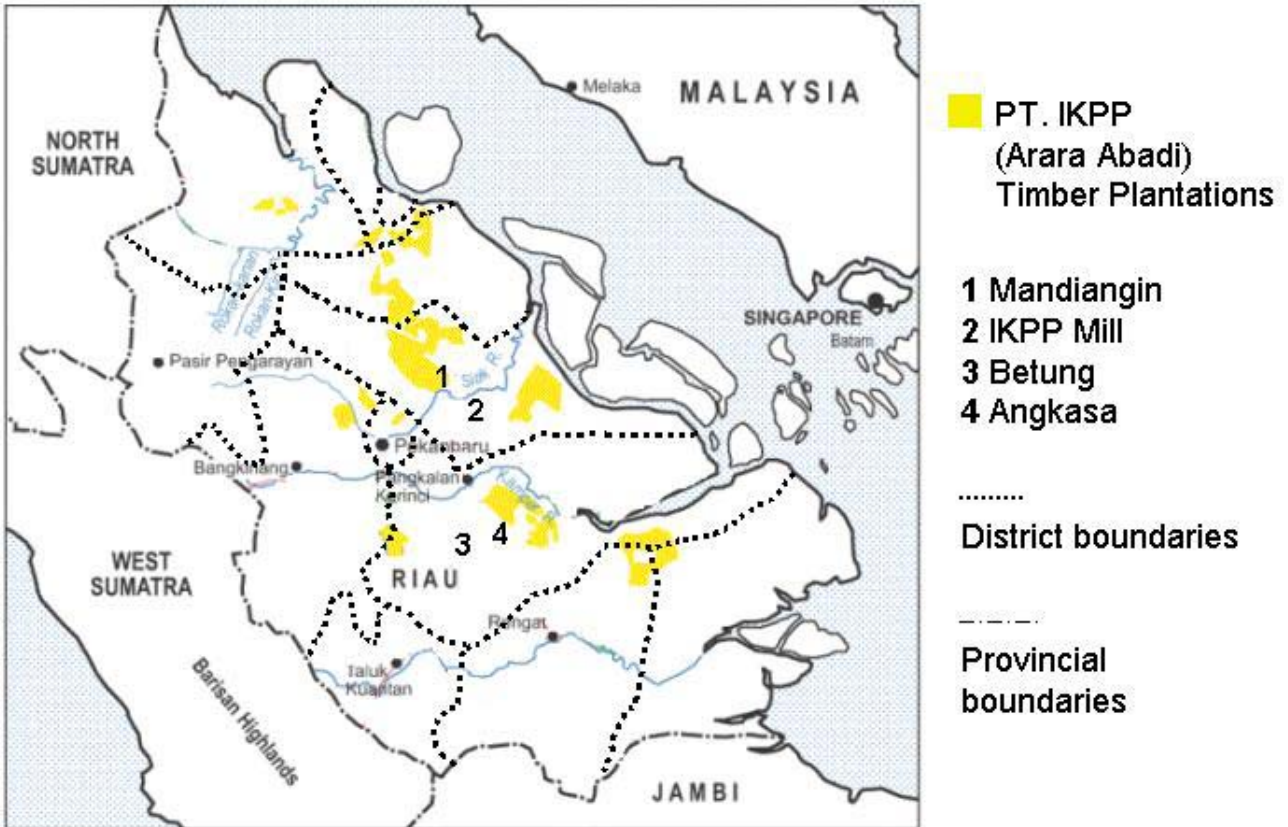 Melaka
MALAYSIA
NORTH
SUMATRA
SINGAPORE
Batam
Pasir Pengarayan
1
Siak R.
2
Pekanbaru
Bangkinang
Pangkalan
Kerinci
Kampar R.
4
3
WEST
SUMATRA
RIAU
Rengat
Taluk
Kuantan
Barisan Highlands
JAMBI
PT. IKPP
(Arara Abadi)
Timber Plantations
1 Mandiangin
2 IKPP Mill
3 Betung
4 Angkasa
District boundaries
Provincial
boundaries